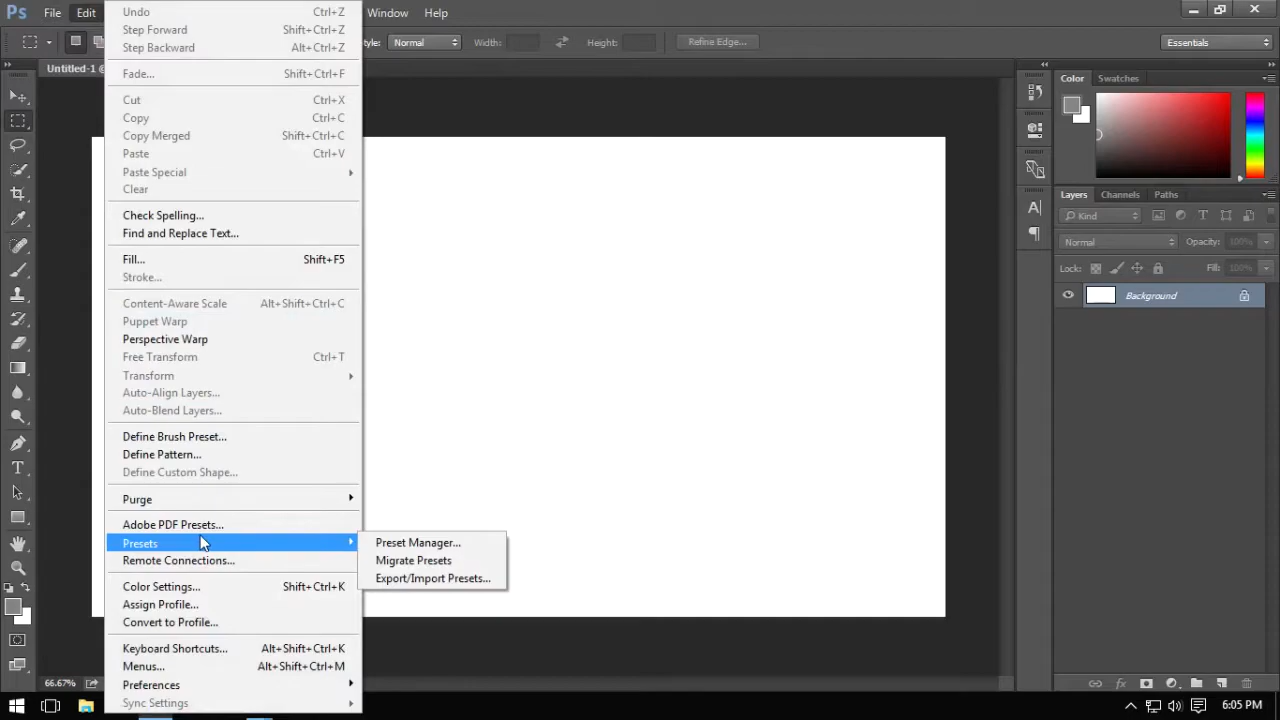 Ps File Edit Window Help
Style: Normal Width: Height: Refine Edge... Essentials
Untitled-1 @
Undo Ctrl+Z
Step Forward Shift+Ctrl+Z
Step Backward Alt+Ctrl+Z
Fade... Shift+Ctrl+F
Cut Ctrl+X
Copy Ctrl+C
Copy Merged Shift+Ctrl+C
Paste Ctrl+V
Paste Special
Clear
Check Spelling...
Find and Replace Text...
Fill... Shift+F5
Stroke...
Content-Aware Scale Alt+Shift+Ctrl+C
Puppet Warp
Perspective Warp
Free Transform Ctrl+T
Transform
Auto-Align Layers...
Auto-Blend Layers...
Define Brush Preset...
Define Pattern...
Define Custom Shape...
Purge
Adobe PDF Presets...
Presets
Remote Connections...
Color Settings... Shift+Ctrl+K
Assign Profile...
Convert to Profile...
Keyboard Shortcuts... Alt+Shift+Ctrl+K
Menus... Alt+Shift+Ctrl+M
Preferences
Sync Settings
Preset Manager...
Migrate Presets
Export/Import Presets...
Color Swatches
Layers Channels Paths
Kind
Normal Opacity: 100%
Lock: Fill: 100%
Background
66.67%
fx
6:05 PM